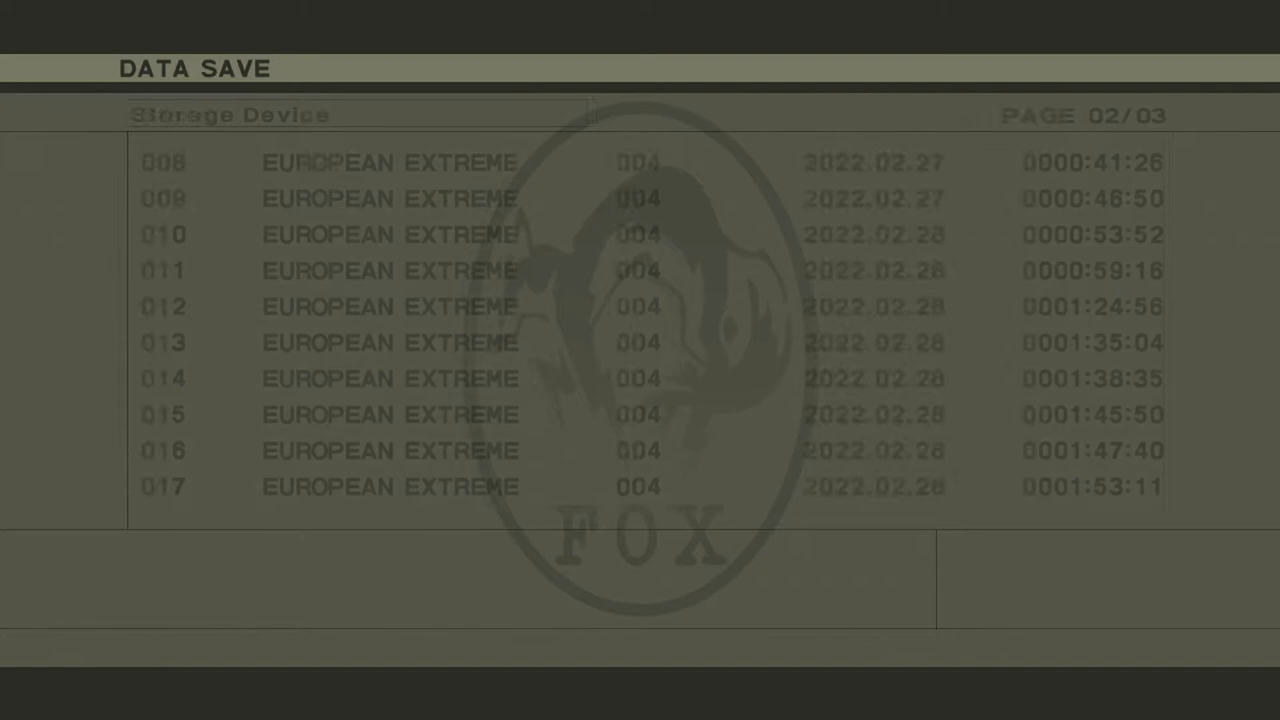 DATA SAVE
Storage Device PAGE 02/03
008 EUROPEAN EXTREME 004 2022.02.27 0000:41:26
009 EUROPEAN EXTREME 004 2022.02.27 0000:46:50
010 EUROPEAN EXTREME 004 2022.02.28 0000:53:52
011 EUROPEAN EXTREME 004 2022.02.28 0000:59:16
012 EUROPEAN EXTREME 004 2022.02.28 0001:24:56
013 EUROPEAN EXTREME 004 2022.02.28 0001:35:04
014 EUROPEAN EXTREME 004 2022.02.28 0001:38:35
015 EUROPEAN EXTREME 004 2022.02.28 0001:45:50
016 EUROPEAN EXTREME 004 2022.02.28 0001:47:40
017 EUROPEAN EXTREME 004 2022.02.28 0001:53:11
FOX